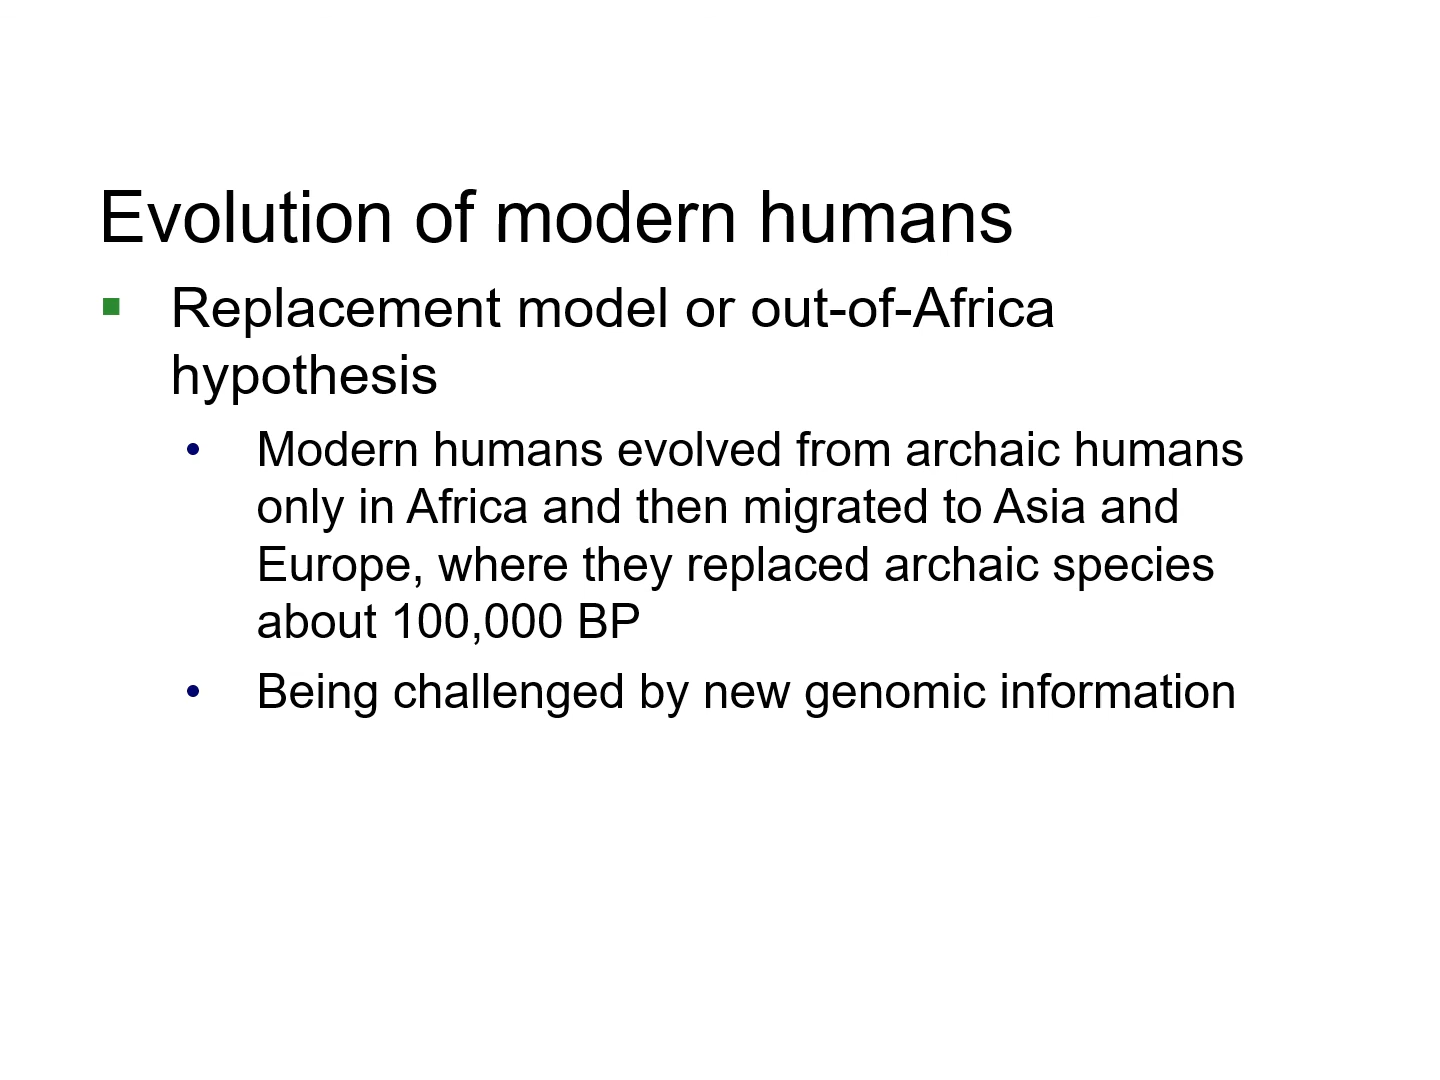 Evolution of modern humans
▪ Replacement model or out-of-Africa
hypothesis
• Modern humans evolved from archaic humans
only in Africa and then migrated to Asia and
Europe, where they replaced archaic species
about 100,000 BP
• Being challenged by new genomic information